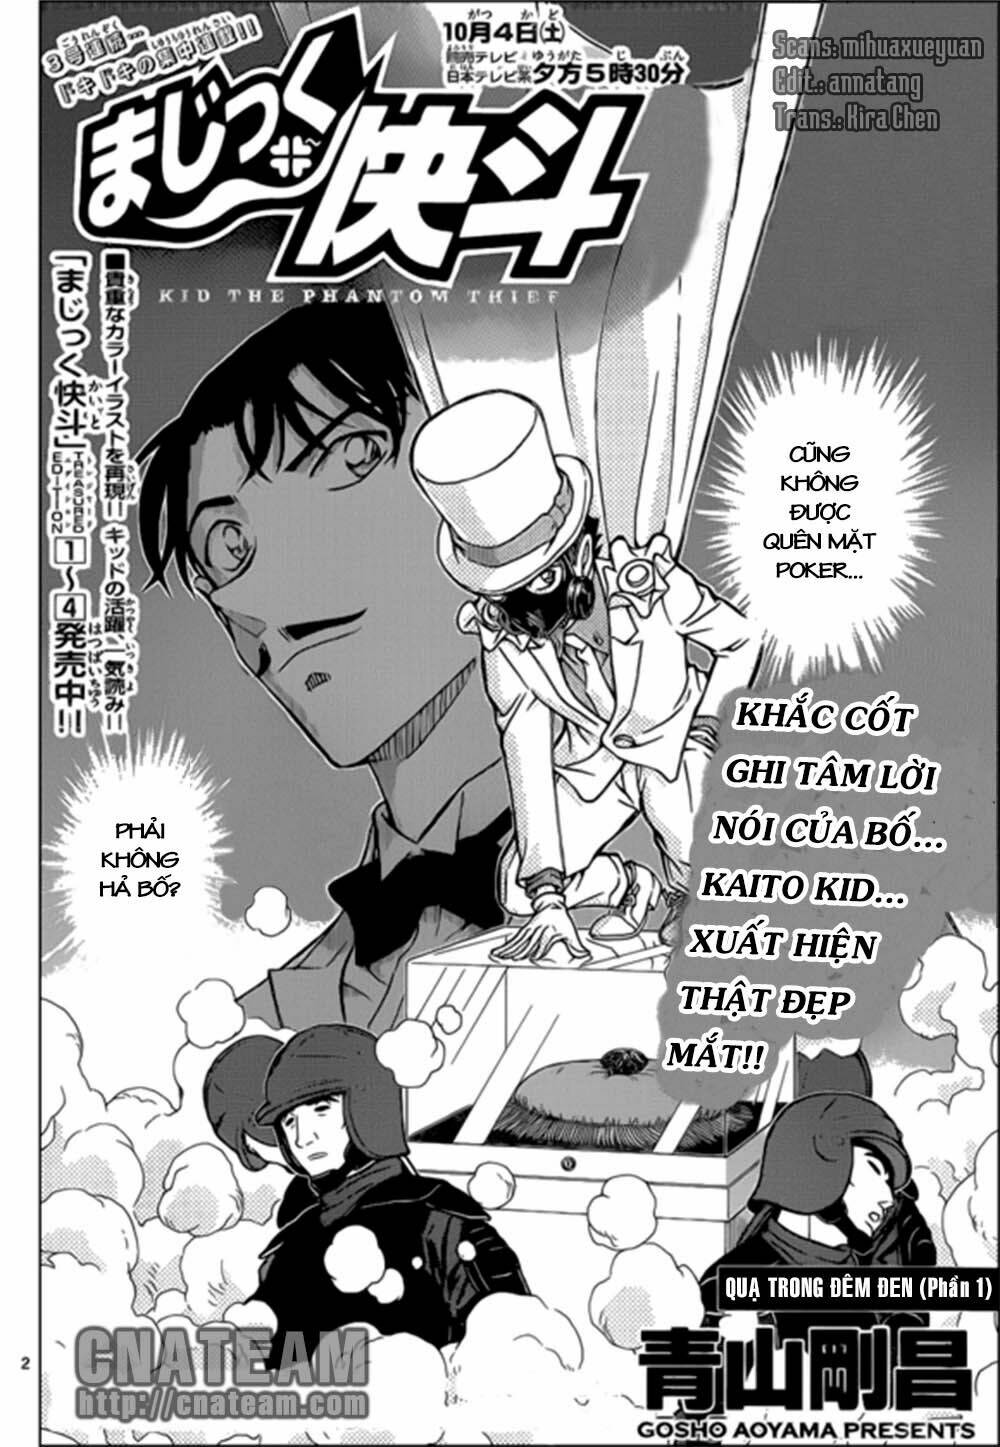 3号連続…
ドキドキの集中連載!!
10月4日(土)
読売テレビ・
日本テレビ系
夕方5時30分
Scans: mihuaxueyuan
Edit.: annatang
Trans.: Kira Chen
まじっく快斗
KID THE PHANTOM THIEF
■貴重なカラーイラストを再現!! キッドの活躍、一気読み!!
「まじっく快斗」TREASURED EDITION 1～4発売中!!
CŨNG
KHÔNG
ĐƯỢC
QUÊN MẶT
POKER...
KHẮC CỐT
GHI TÂM LỜI
NÓI CỦA BỐ...
KAITO KID...
XUẤT HIỆN
THẬT ĐẸP
MẮT!!
PHẢI
KHÔNG
HẢ BỐ?
QUẠ TRONG ĐÊM ĐEN (Phần 1)
青山剛昌
GOSHO AOYAMA PRESENTS
CNATEAM
http://cnateam.com
2